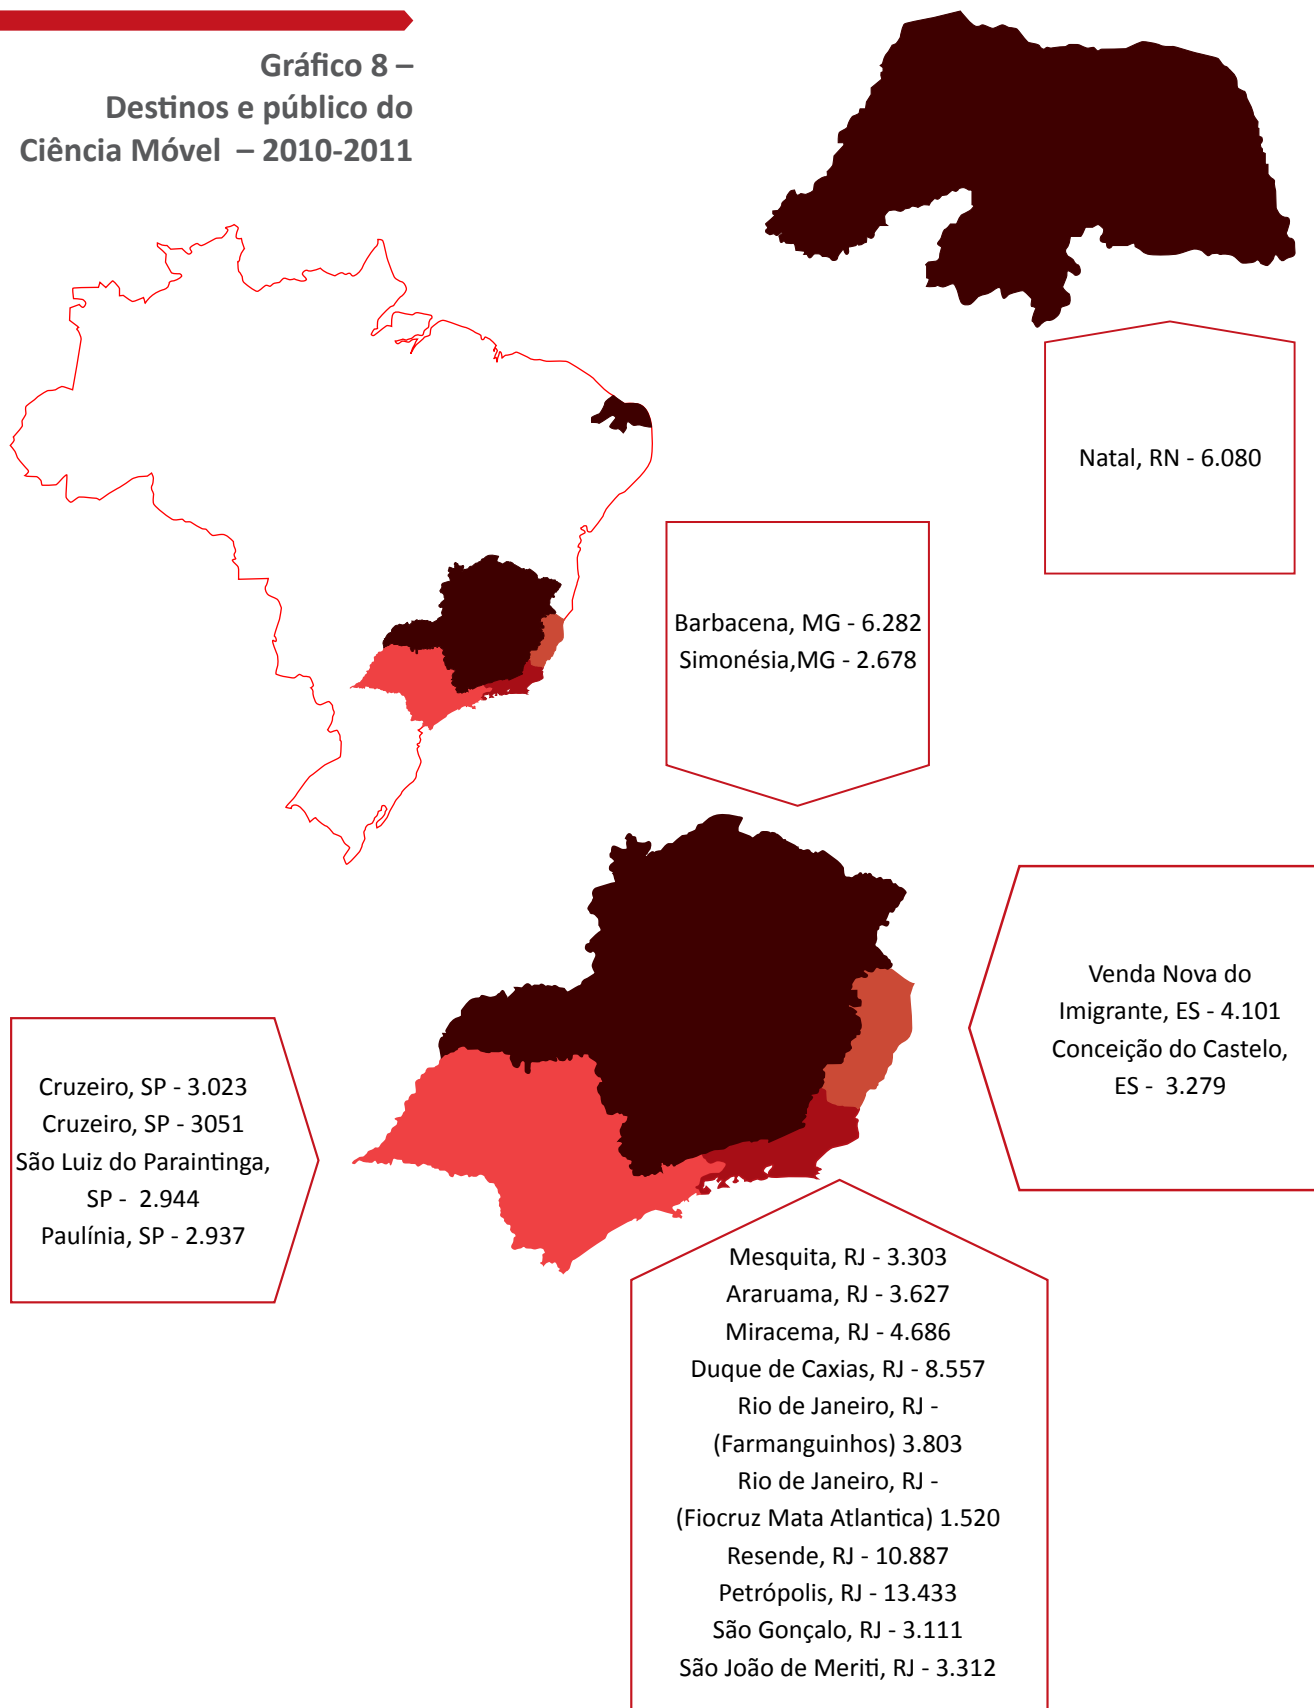 Gráfico 8 –
Destinos e público do
Ciência Móvel – 2010-2011
Natal, RN - 6.080
Barbacena, MG - 6.282
Simonésia,MG - 2.678
Venda Nova do
Imigrante, ES - 4.101
Conceição do Castelo,
ES - 3.279
Cruzeiro, SP - 3.023
Cruzeiro, SP - 3051
São Luiz do Paraintinga,
SP - 2.944
Paulínia, SP - 2.937
Mesquita, RJ - 3.303
Araruama, RJ - 3.627
Miracema, RJ - 4.686
Duque de Caxias, RJ - 8.557
Rio de Janeiro, RJ -
(Farmanguinhos) 3.803
Rio de Janeiro, RJ -
(Fiocruz Mata Atlantica) 1.520
Resende, RJ - 10.887
Petrópolis, RJ - 13.433
São Gonçalo, RJ - 3.111
São João de Meriti, RJ - 3.312